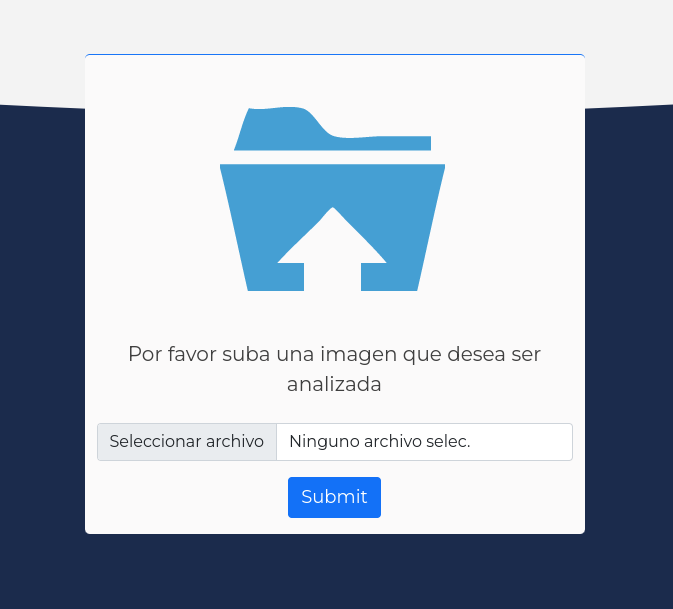 Por favor suba una imagen que desea ser
analizada
Seleccionar archivo Ninguno archivo selec.
Submit